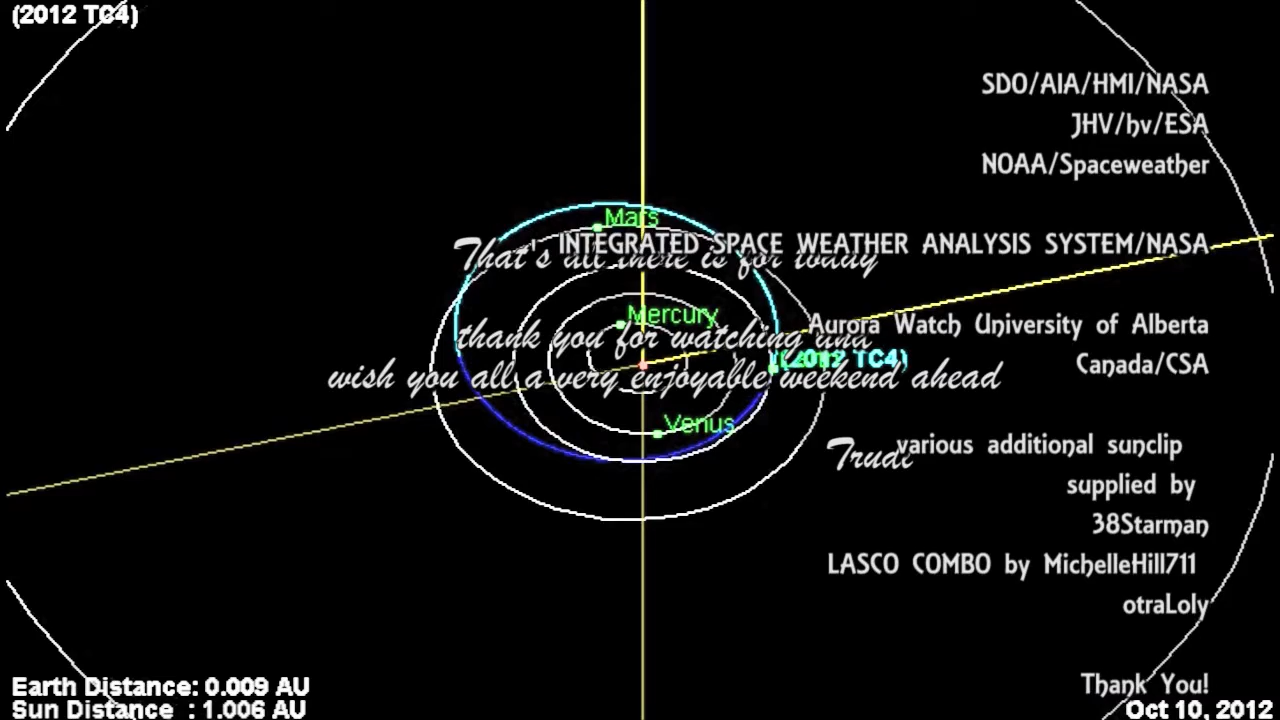 (2012 TC4)
SDO/AIA/HMI/NASA
JHV/hv/ESA
NOAA/Spaceweather
Mars
INTEGRATED SPACE WEATHER ANALYSIS SYSTEM/NASA
That's all there is for today
Mercury
Aurora Watch University of Alberta
thank you for watching and
(2012 TC4)
Canada/CSA
wish you all a very enjoyable weekend ahead
Venus
various additional sunclip
Trudi
supplied by
38Starman
LASCO COMBO by MichelleHill711
otraLoly
Earth Distance: 0.009 AU
Thank You!
Sun Distance : 1.006 AU
Oct 10, 2012